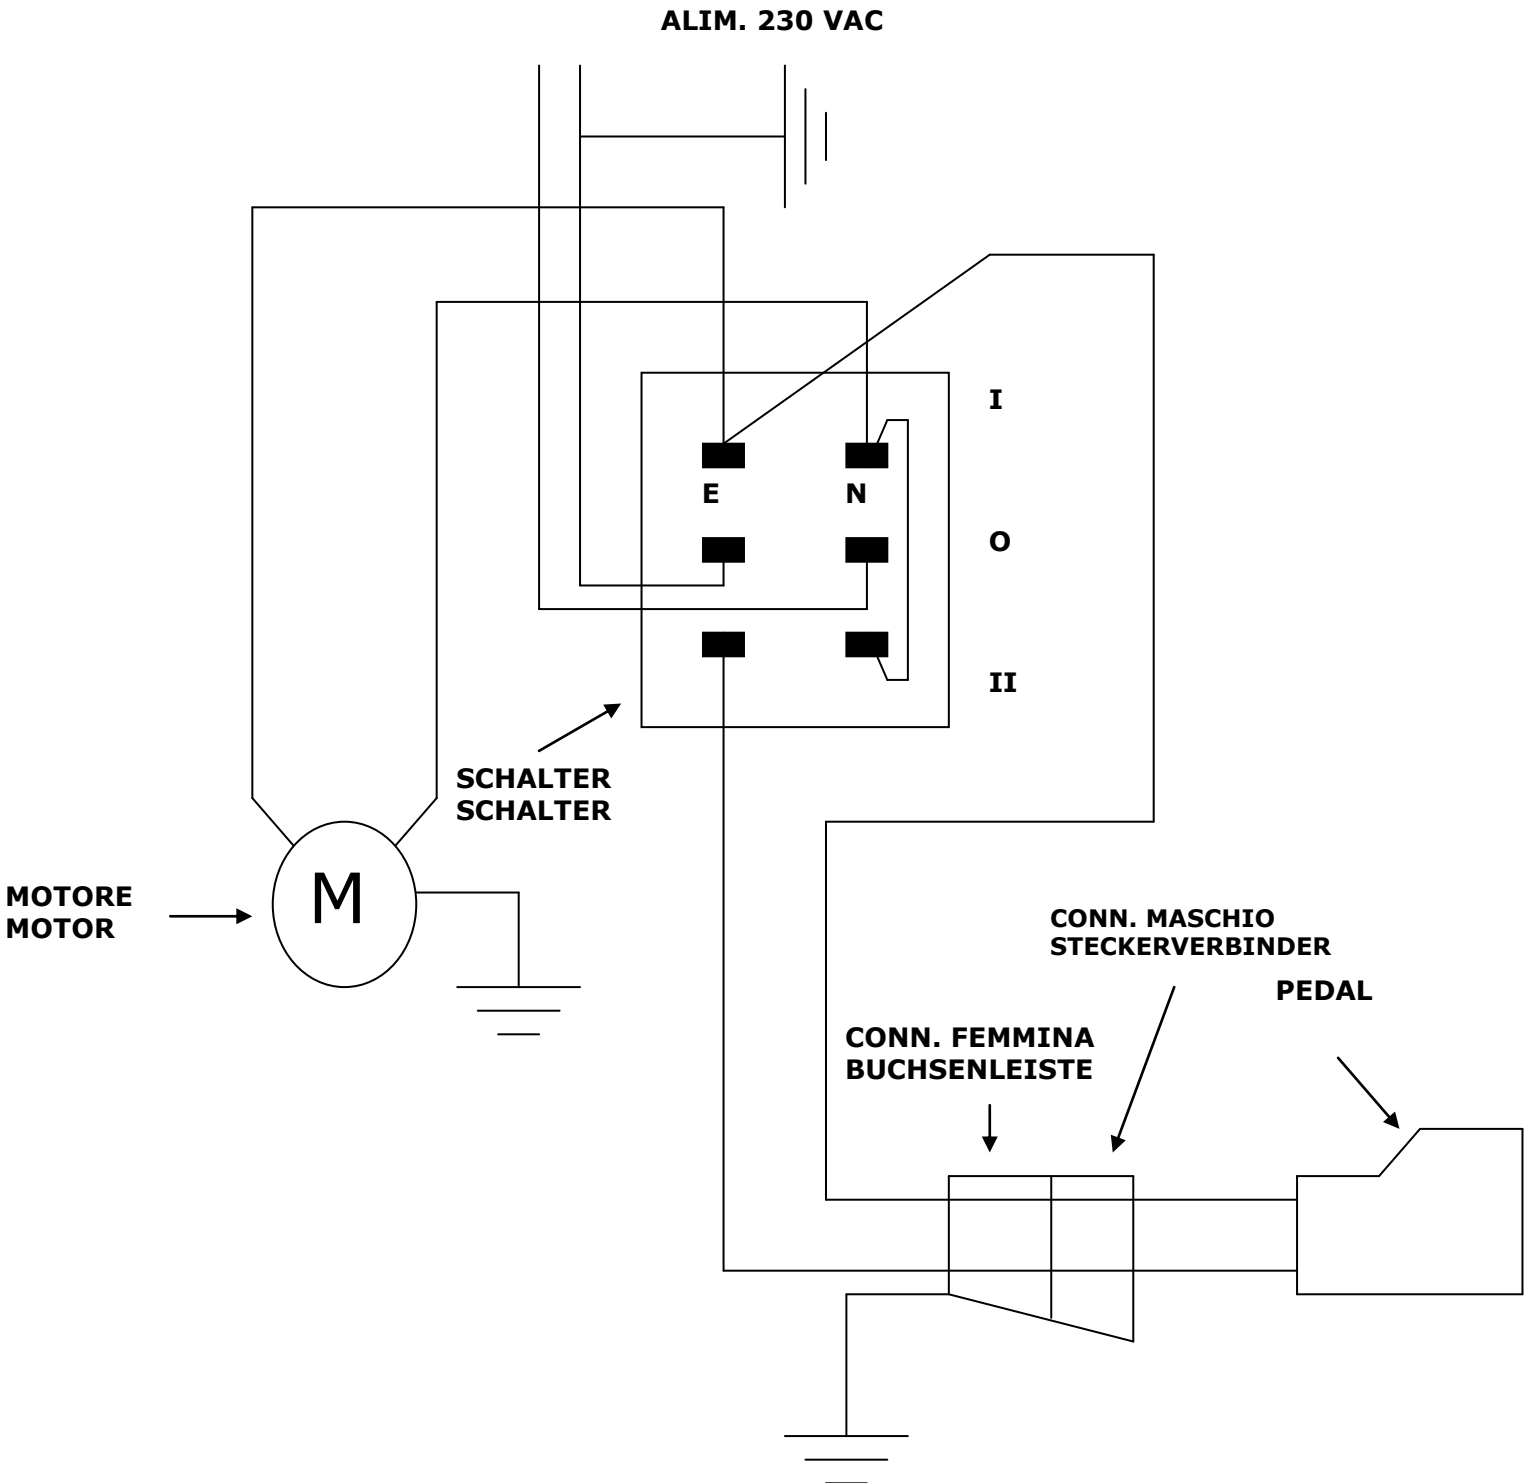 ALIM. 230 VAC
I
E
N
O
II
SCHALTER
SCHALTER
M
MOTORE
MOTOR
CONN. MASCHIO
STECKERVERBINDER
PEDAL
CONN. FEMMINA
BUCHSENLEISTE